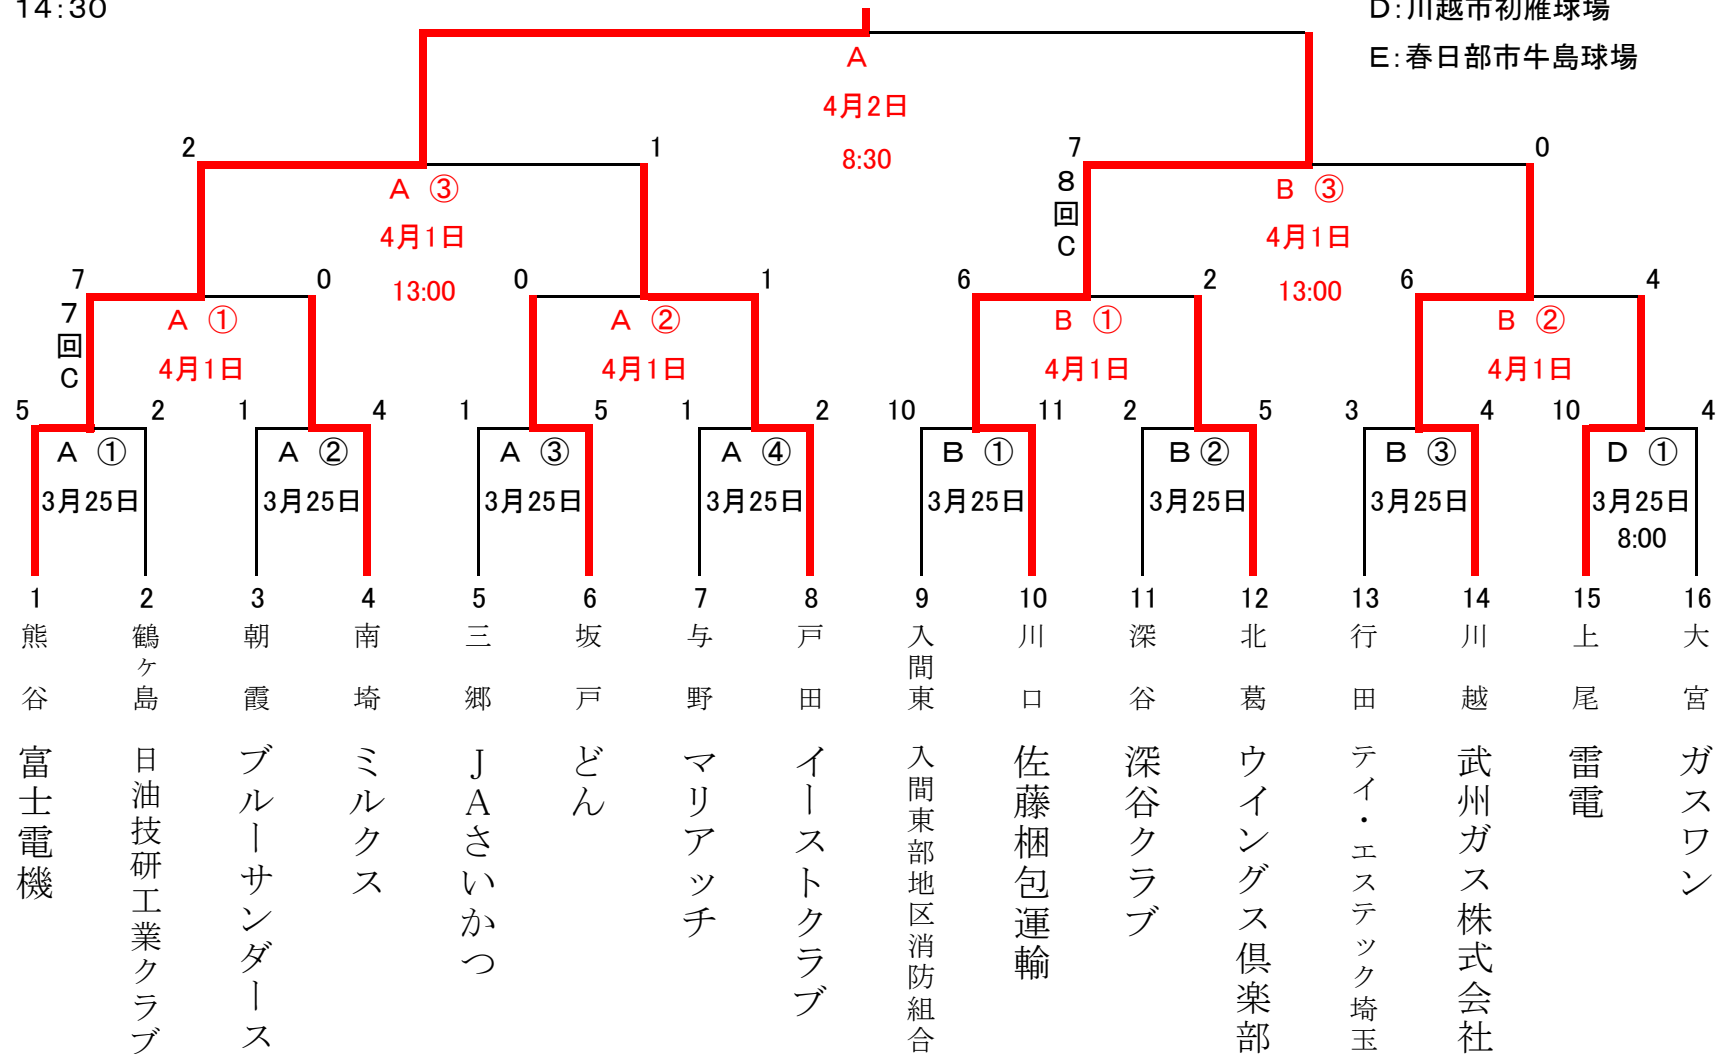 14:30
D:川越市初雁球場
E:春日部市牛島球場
A
4月2日
8:30
2
1
7
0
8回C
A ③
B ③
4月1日
4月1日
13:00
13:00
7
0
0
1
6
2
6
4
7回C
A ①
A ②
B ①
B ②
4月1日
4月1日
4月1日
4月1日
5
2
1
4
1
5
1
2
10
11
2
5
3
4
10
4
A ①
A ②
A ③
A ④
B ①
B ②
B ③
D ①
3月25日
3月25日
3月25日
3月25日
3月25日
3月25日
3月25日
3月25日
8:00
1
2
3
4
5
6
7
8
9
10
11
12
13
14
15
16
熊谷
鶴ヶ島
朝霞
南埼
三郷
坂戸
与野
戸田
入間東
川口
深谷
北葛
行田
川越
上尾
大宮
富士電機
日油技研工業クラブ
ブルーサンダース
ミルクス
JAさいかつ
どん
マリアッチ
イーストクラブ
入間東部地区消防組合
佐藤梱包運輸
深谷クラブ
ウイングス倶楽部
テイ・エステック埼玉
武州ガス株式会社
雷電
ガスワン